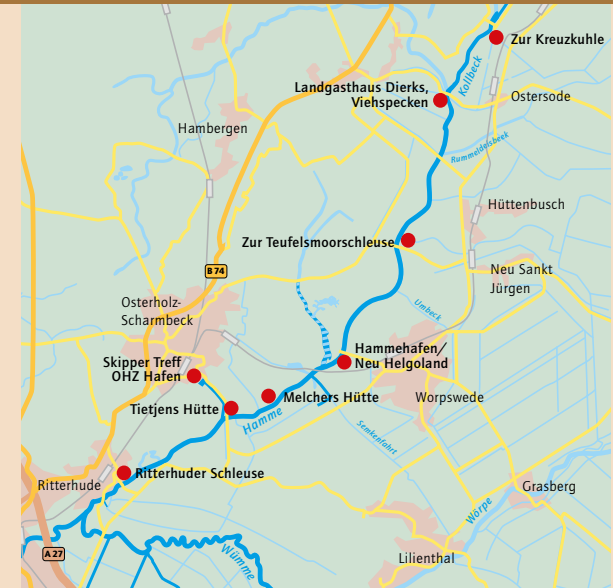 Zur Kreuzkuhle
Kollbeck
Landgasthaus Dierks,
Viehspecken
Ostersode
Hambergen
Rummeldeisbeek
Hüttenbusch
Zur Teufelsmoorschleuse
B 74
Neu Sankt
Jürgen
Osterholz-
Scharmbeck
Umbeck
Hammehafen/
Neu Helgoland
Skipper Treff
OHZ Hafen
Melchers Hütte
Worpswede
Tietjens Hütte
Hamme
Semkenfahrt
Ritterhuder Schleuse
Ritterhude
Grasberg
Wörpe
A 27
Wümme
Lilienthal